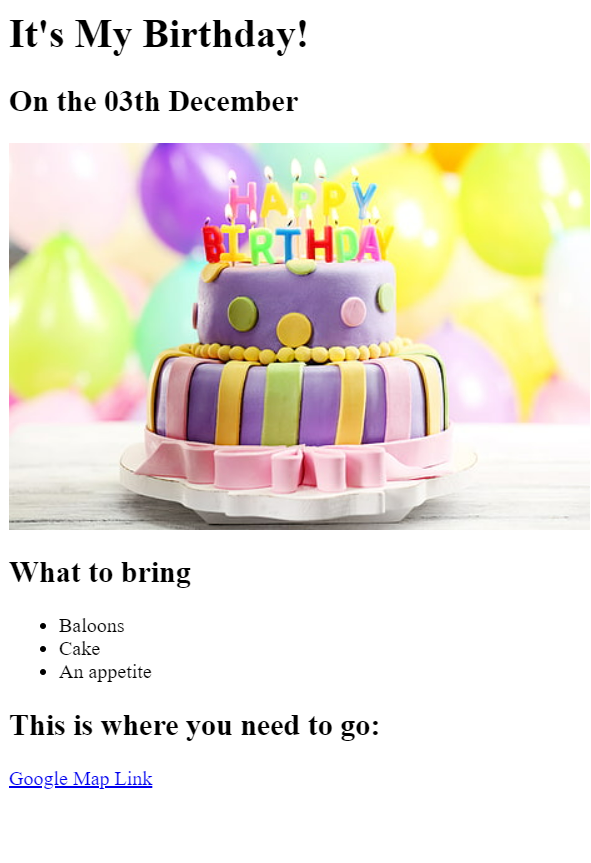 It's My Birthday!
On the 03th December
HAPPY
BIRTHDAY
What to bring
Baloons
Cake
An appetite
This is where you need to go:
Google Map Link